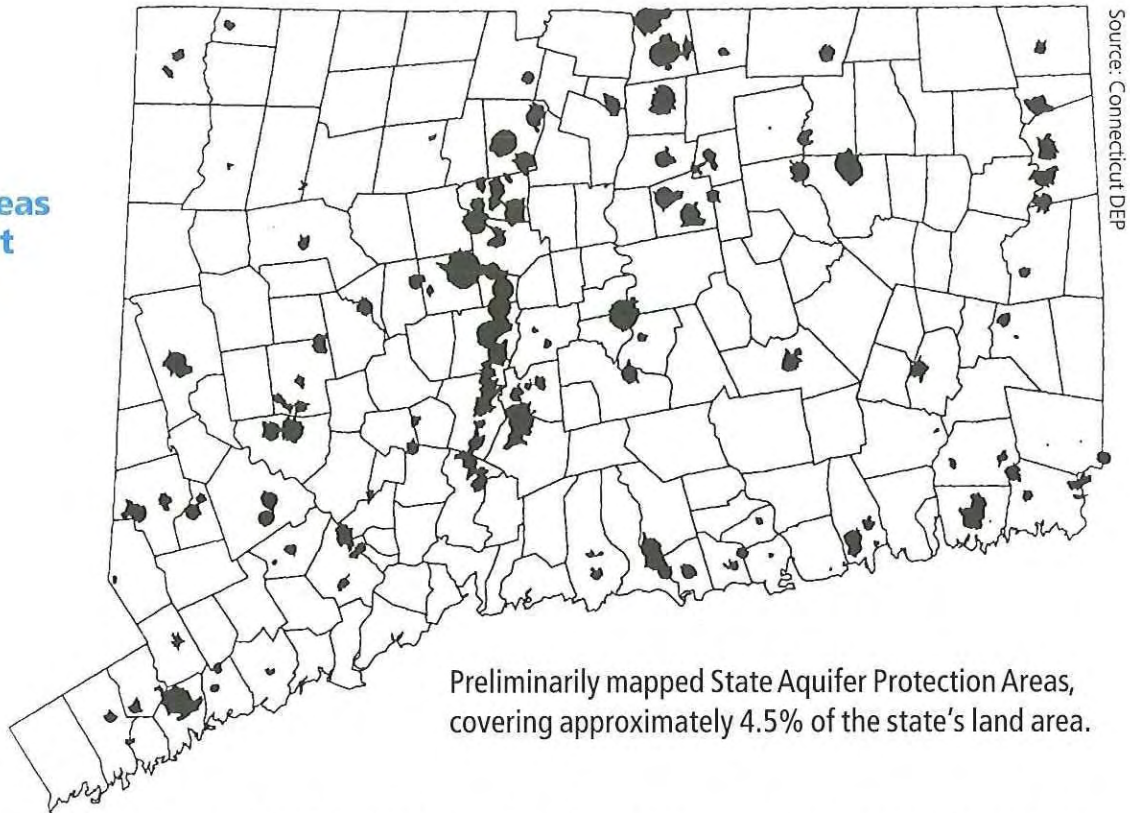 eas
t
Source: Connecticut DEP
Preliminarily mapped State Aquifer Protection Areas,
covering approximately 4.5% of the state's land area.